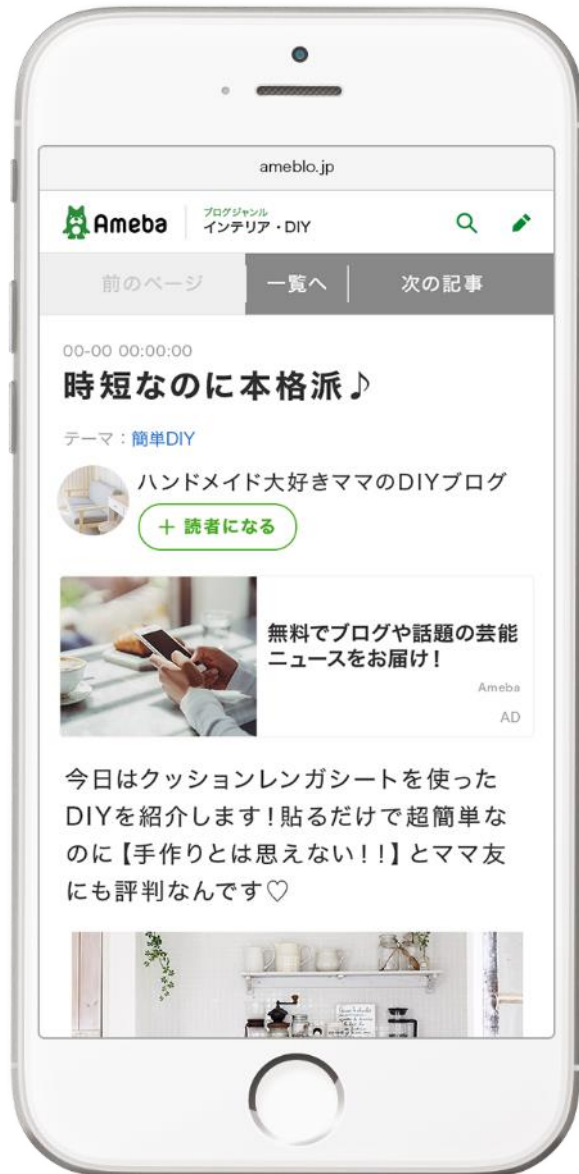 ameblo.jp
Ameba
ブログジャンル
インテリア・DIY
前のページ
一覧へ
次の記事
00-00 00:00:00
時短なのに本格派♪
テーマ：簡単DIY
ハンドメイド大好きママのDIYブログ
＋ 読者になる
無料でブログや話題の芸能
ニュースをお届け！
Ameba
AD
今日はクッションレンガシートを使った
DIYを紹介します！貼るだけで超簡単な
のに【手作りとは思えない！！】とママ友
にも評判なんです♡